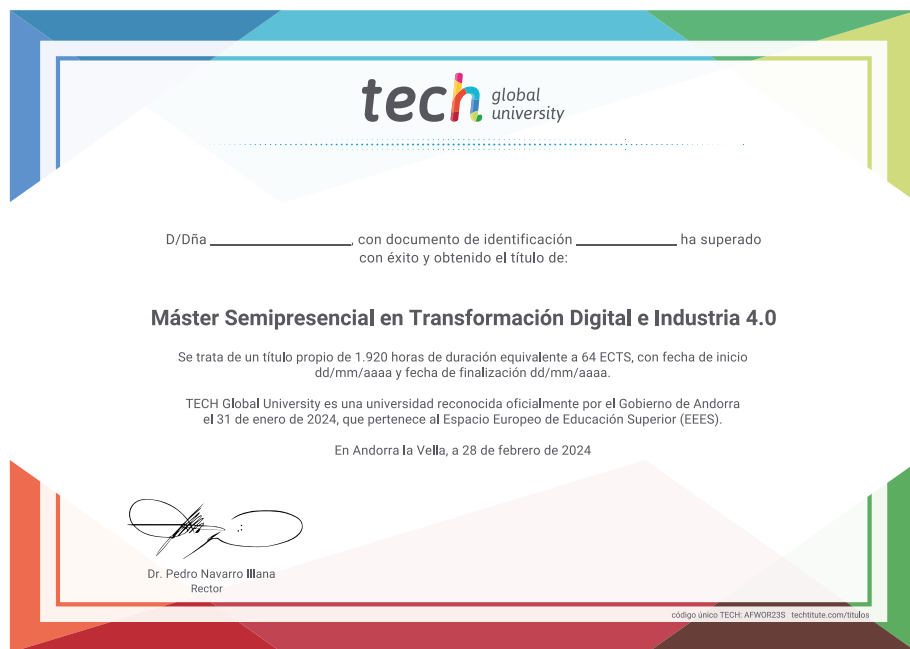 tech global university
D/Dña ____________________, con documento de identificación ______________ ha superado
con éxito y obtenido el título de:
Máster Semipresencial en Transformación Digital e Industria 4.0
Se trata de un título propio de 1.920 horas de duración equivalente a 64 ECTS, con fecha de inicio
dd/mm/aaaa y fecha de finalización dd/mm/aaaa.
TECH Global University es una universidad reconocida oficialmente por el Gobierno de Andorra
el 31 de enero de 2024, que pertenece al Espacio Europeo de Educación Superior (EEES).
En Andorra la Vella, a 28 de febrero de 2024
Dr. Pedro Navarro Illana
Rector
código único TECH: AFWOR23S techtitute.com/titulos